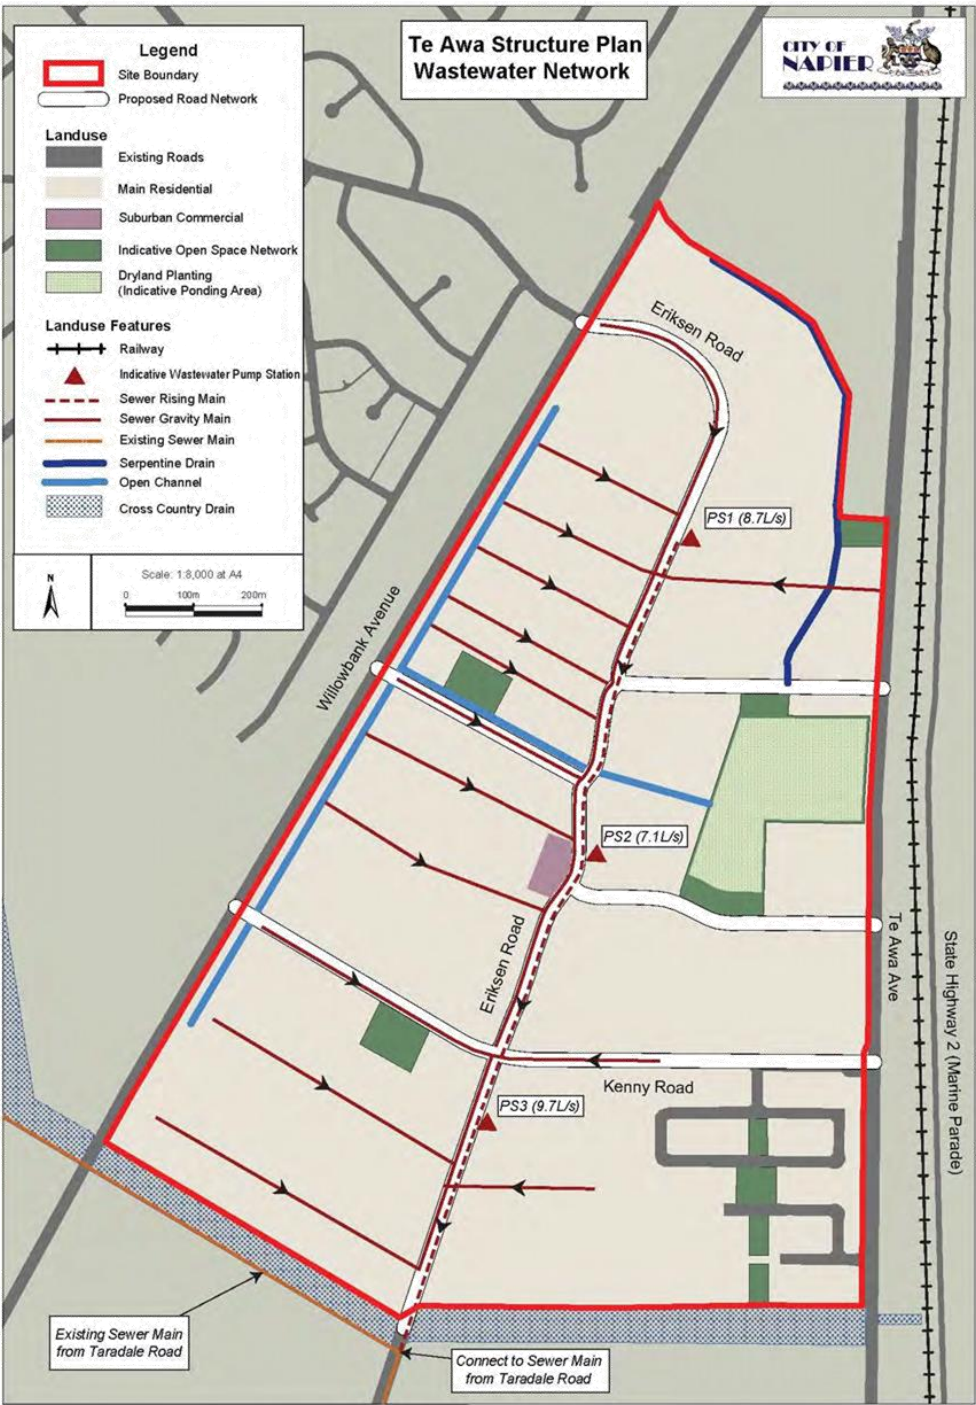 Te Awa Structure Plan
Wastewater Network
CITY OF
NAPIER
Legend
Site Boundary
Proposed Road Network
Landuse
Existing Roads
Main Residential
Suburban Commercial
Indicative Open Space Network
Dryland Planting
(Indicative Ponding Area)
Landuse Features
Railway
Indicative Wastewater Pump Station
Sewer Rising Main
Sewer Gravity Main
Existing Sewer Main
Serpentine Drain
Open Channel
Cross Country Drain
N
Scale: 1:8,000 at A4
0 100m 200m
Eriksen Road
PS1 (8.7L/s)
Willowbank Avenue
PS2 (7.1L/s)
Eriksen Road
Te Awa Ave
State Highway 2 (Marine Parade)
Kenny Road
PS3 (9.7L/s)
Existing Sewer Main
from Taradale Road
Connect to Sewer Main
from Taradale Road